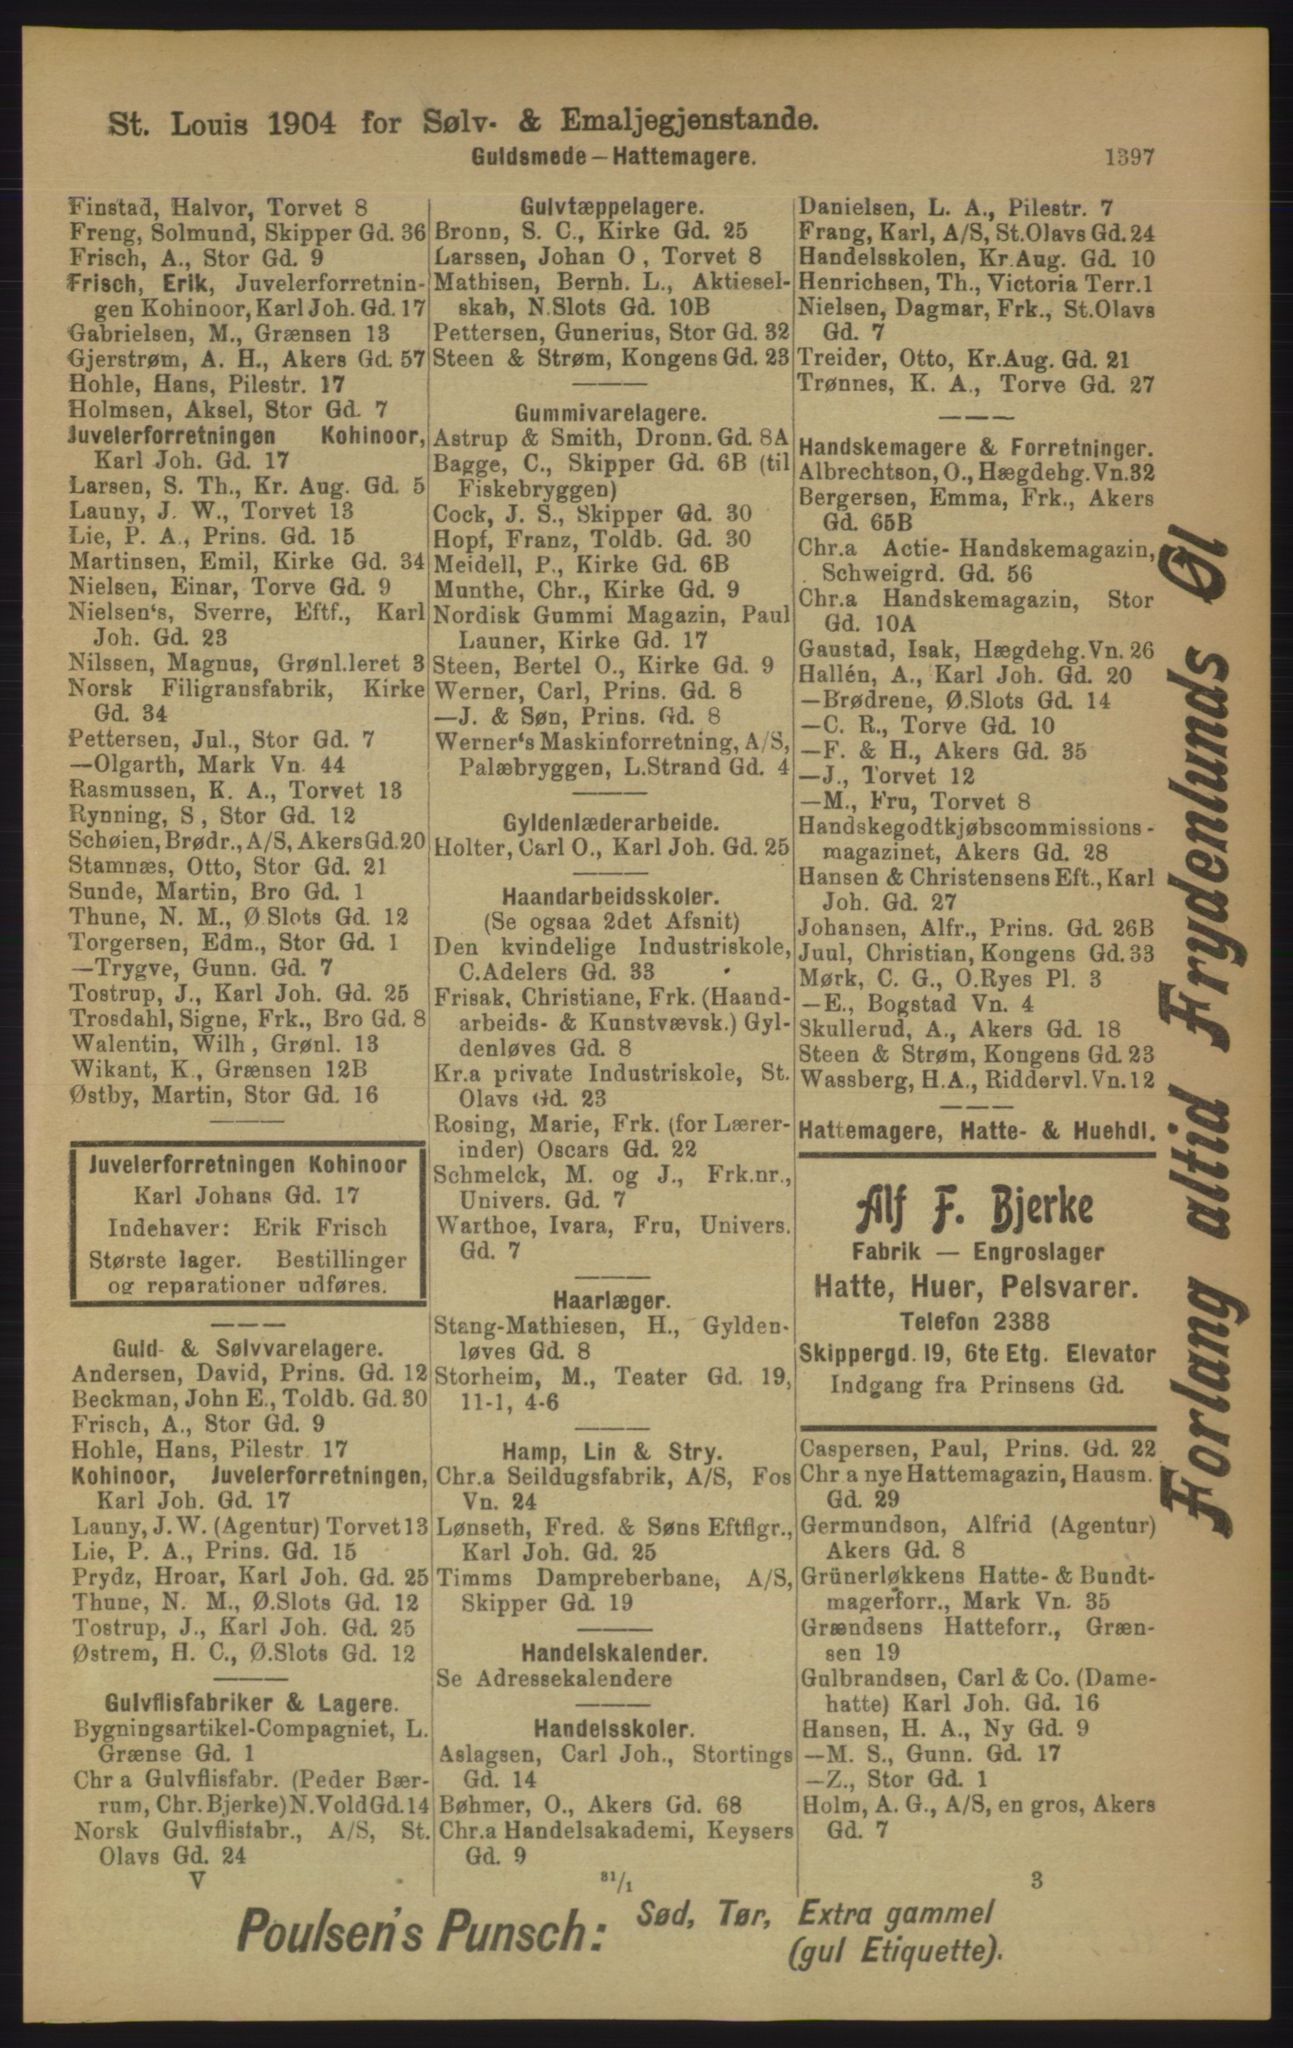 St. Louis 1904 for Sølv- & Emaljegjenstande.
Guldsmede — Hattemagere.
1397
Finstad, Halvor, Torvet 8
Freng, Solmund, Skipper Gd. 36
Frisch, A., Stor Gd. 9
Frisch, Erik, Juvelerforretnin-
gen Kohinoor, Karl Joh. Gd. 17
Gabrielsen, M., Grænsen 13
Gjerstrøm, A. H., Akers Gd. 57
Hohle, Hans, Pilestr. 17
Holmsen, Aksel, Stor Gd. 7
Juvelerforretningen Kohinoor,
Karl Joh. Gd. 17
Larsen, S. Th., Kr. Aug. Gd. 5
Launy, J. W., Torvet 13
Lie, P. A., Prins. Gd. 15
Martinsen, Emil, Kirke Gd. 34
Nielsen, Einar, Torve Gd. 9
Nielsen's, Sverre, Eftf., Karl
Joh. Gd. 23
Nilssen, Magnus, Grønl.leret 3
Norsk Filigransfabrik, Kirke
Gd. 34
Pettersen, Jul., Stor Gd. 7
—Olgarth, Mark Vn. 44
Rasmussen, K. A., Torvet 13
Rynning, S , Stor Gd. 12
Schøien, Brødr., A/S, Akers Gd. 20
Stamnæs, Otto, Stor Gd. 21
Sunde, Martin, Bro Gd. 1
Thune, N. M., Ø Slots Gd. 12
Torgersen, Edm., Stor Gd. 1
—Trygve, Gunn. Gd. 7
Tostrup, J., Karl Joh. Gd. 25
Trosdahl, Signe, Frk., Bro Gd. 8
Walentin, Wilh , Grønl. 13
Wikant, K., Grænsen 12B
Østby, Martin, Stor Gd. 16
Juvelerforretningen Kohinoor
Karl Johans Gd. 17
Indehaver: Erik Frisch
Største lager. Bestillinger
og reparationer udføres.
Guld- & Sølvvarelagere.
Andersen, David, Prins. Gd. 12
Beckman, John E., Toldb. Gd. 30
Frisch, A., Stor Gd. 9
Hohle, Hans, Pilestr 17
Kohinoor, Juvelerforretningen,
Karl Joh. Gd. 17
Launy, J. W. (Agentur) Torvet 13
Lie, P. A., Prins. Gd. 15
Prydz, Hroar, Karl Joh. Gd. 25
Thune, N. M., Ø.Slots Gd. 12
Tostrup, J., Karl Joh. Gd. 25
Østrem, H. C., Ø.Slots Gd. 12
Gulvflisfabriker & Lagere.
Bygningsartikel-Compagniet, L.
Grænse Gd. 1
Chr a Gulvflisfabr. (Peder Bær-
rum, Chr. Bjerke) N. Vold Gd. 14
Norsk Gulvflisfabr., A/S, St.
Olavs Gd. 24
V
Gulvtæppelagere.
Bronn, S. C., Kirke Gd. 25
Larssen, Johan O , Torvet 8
Mathisen, Bernh. L., Aktiesel-
skab, N.Slots Gd. 10B
Pettersen, Gunerius, Stor Gd. 32
Steen & Strøm, Kongens Gd. 23
Gummivarelagere.
Astrup & Smith, Dronn. Gd. 8A
Bagge, C., Skipper Gd. 6B (til
Fiskebryggen)
Cock, J. S., Skipper Gd. 30
Hopf, Franz, Toldb. Gd. 30
Meidell, P., Kirke Gd. 6B
Munthe, Chr., Kirke Gd. 9
Nordisk Gummi Magazin, Paul
Launer, Kirke Gd. 17
Steen, Bertel O., Kirke Gd. 9
Werner, Carl, Prins. Gd. 8
—J. & Søn, Prins. Gd. 8
Werner's Maskinforretning, A/S,
Palæbryggen, L.Strand Gd. 4
Gyldenlæderarbeide.
Holter, Carl O., Karl Joh. Gd. 25
Haandarbeidsskoler.
(Se ogsaa 2det Afsnit)
Den kvindelige Industriskole,
C.Adelers Gd. 33
Frisak, Christiane, Frk. (Haand-
arbeids- & Kunstvævsk.) Gyl-
denløves Gd. 8
Kr.a private Industriskole, St.
Olavs Gd. 23
Rosing, Marie, Frk. (for Lærer-
inder) Oscars Gd. 22
Schmelck, M. og J., Frk.nr.,
Univers. Gd. 7
Warthoe, Ivara, Fru, Univers.
Gd. 7
Haarlæger.
Stang-Mathiesen, H., Gylden-
løves Gd. 8
Storheim, M., Teater Gd. 19,
11-1, 4-6
Hamp, Lin & Stry.
Chr.a Seildugsfabrik, A/S, Fos
Vn. 24
Lønseth, Fred. & Søns Eftflgr.,
Karl Joh. Gd. 25
Timms Dampreberbane, A/S,
Skipper Gd. 19
Handelskalender.
Se Adressekalendere
Handelsskoler.
Aslagsen, Carl Joh., Stortings
Gd. 14
Bøhmer, O., Akers Gd. 68
Chr.a Handelsakademi, Keysers
Gd. 9
31/1
Danielsen, L. A., Pilestr. 7
Frang, Karl, A/S, St.Olavs Gd. 24
Handelsskolen, Kr.Aug. Gd. 10
Henrichsen, Th., Victoria Terr. 1
Nielsen, Dagmar, Frk., St.Olavs
Gd. 7
Treider, Otto, Kr.Aug. Gd. 21
Trønnes, K. A., Torve Gd. 27
Handskemagere & Forretninger.
Albrechtson, O., Hægdehg. Vn. 32
Bergersen, Emma, Frk., Akers
Gd. 65B
Chr.a Actie- Handskemagazin,
Schweigrd. Gd. 56
Chr.a Handskemagazin, Stor
Gd. 10A
Gaustad, Isak, Hægdehg. Vn. 26
Hallén, A., Karl Joh. Gd. 20
—Brødrene, Ø.Slots Gd. 14
—C. R., Torve Gd. 10
—F. & H., Akers Gd. 35
—J., Torvet 12
—M., Fru, Torvet 8
Handskegodtkjøbscommissions-
magazinet, Akers Gd. 28
Hansen & Christensens Eft., Karl
Joh. Gd. 27
Johansen, Alfr., Prins. Gd. 26B
Juul, Christian, Kongens Gd. 33
Mørk, C. G., O.Ryes Pl. 3
—E., Bogstad Vn. 4
Skullerud, A., Akers Gd. 18
Steen & Strøm, Kongens Gd. 23
Wassberg, H.A., Riddervl. Vn. 12
Hattemagere, Hatte- & Huehdl.
Alf F. Bjerke
Fabrik — Engroslager
Hatte, Huer, Pelsvarer.
Telefon 2388
Skippergd. 19, 6te Etg. Elevator
Indgang fra Prinsens Gd.
Caspersen, Paul, Prins. Gd. 22
Chr a nye Hattemagazin, Hausm.
Gd. 29
Germundson, Alfrid (Agentur)
Akers Gd. 8
Grünerløkkens Hatte- & Bundt-
magerforr., Mark Vn. 35
Grændsens Hatteforr., Græn-
sen 19
Gulbrandsen, Carl & Co. (Dame-
hatte) Karl Joh. Gd. 16
Hansen, H. A., Ny Gd. 9
—M. S., Gunn. Gd. 17
—Z., Stor Gd. 1
Holm, A. G., A/S, en gros, Akers
Gd. 7
3
Forlang altid Frydenlunds Øl
Poulsen's Punsch: Sød, Tør, Extra gammel
(gul Etiquette).